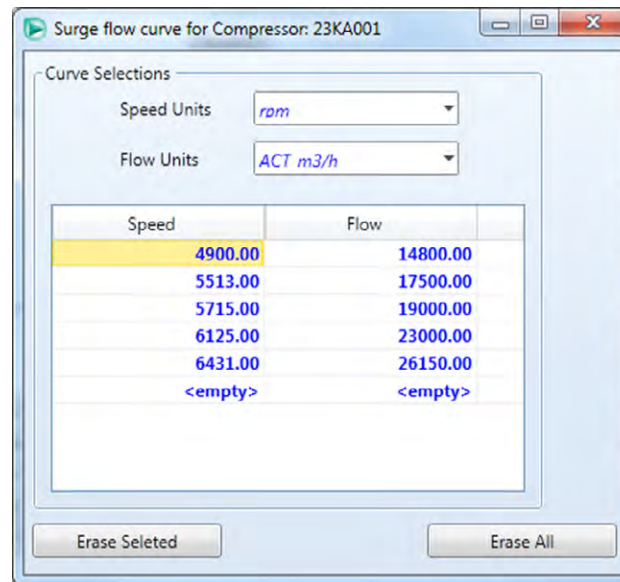 Surge flow curve for Compressor: 23KA001
Curve Selections
Speed Units rpm
Flow Units ACT m3/h
Speed Flow
4900.00 14800.00
5513.00 17500.00
5715.00 19000.00
6125.00 23000.00
6431.00 26150.00
<empty> <empty>
Erase Seleted Erase All